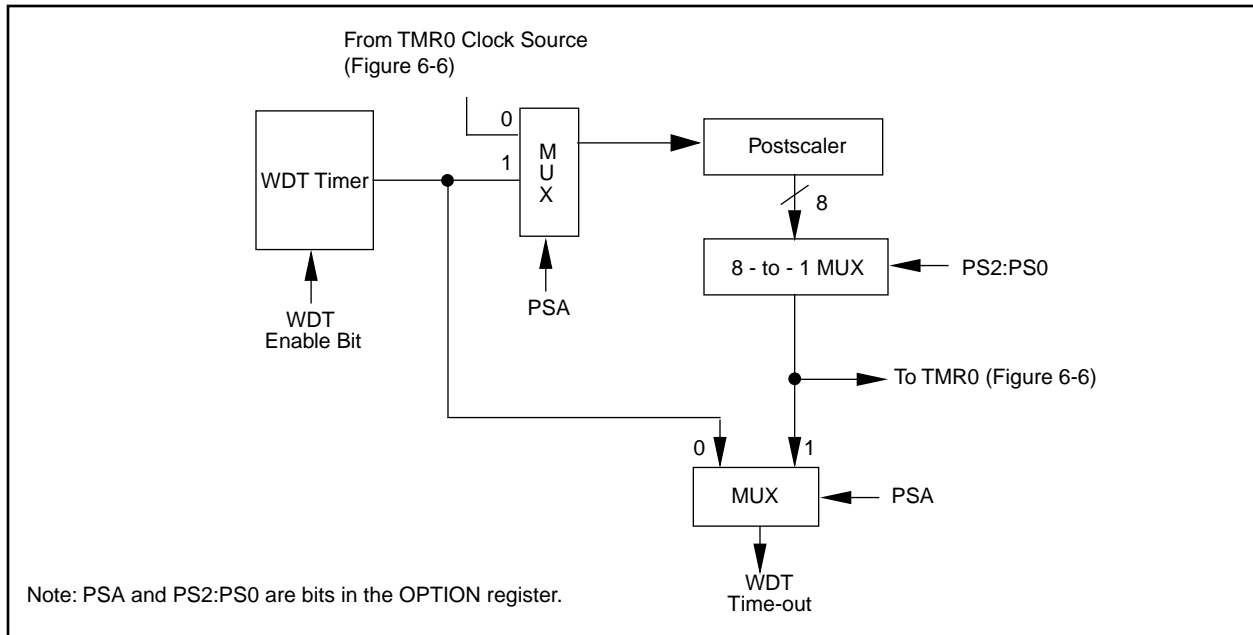 From TMR0 Clock Source
(Figure 6-6)
0
1
M
U
X
WDT Timer
Postscaler
8
8 - to - 1 MUX
PS2:PS0
PSA
WDT
Enable Bit
To TMR0 (Figure 6-6)
0
1
MUX
PSA
WDT
Time-out
Note: PSA and PS2:PS0 are bits in the OPTION register.